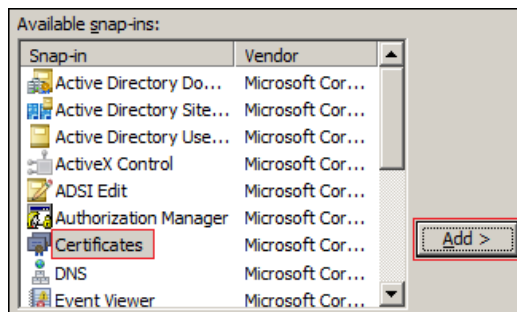 Available snap-ins:
Snap-in Vendor
Active Directory Do... Microsoft Cor...
Active Directory Site... Microsoft Cor...
Active Directory Use... Microsoft Cor...
ActiveX Control Microsoft Cor...
ADSI Edit Microsoft Cor...
Authorization Manager Microsoft Cor...
Certificates Microsoft Cor...
Add >
DNS Microsoft Cor...
Event Viewer Microsoft Cor...